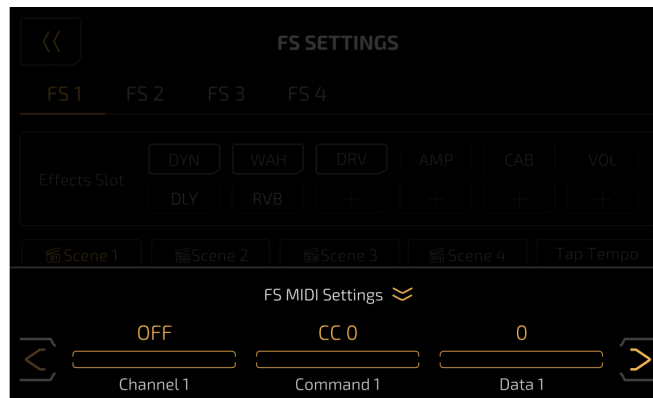 FS SETTINGS
FS 1 FS 2 FS 3 FS 4
Effects Slot
DYN WAH DRV AMP CAB VOL
DLY RVB + + + +
Scene 1 Scene 2 Scene 3 Scene 4 Tap Tempo
FS MIDI Settings
OFF CC 0 0
Channel 1 Command 1 Data 1